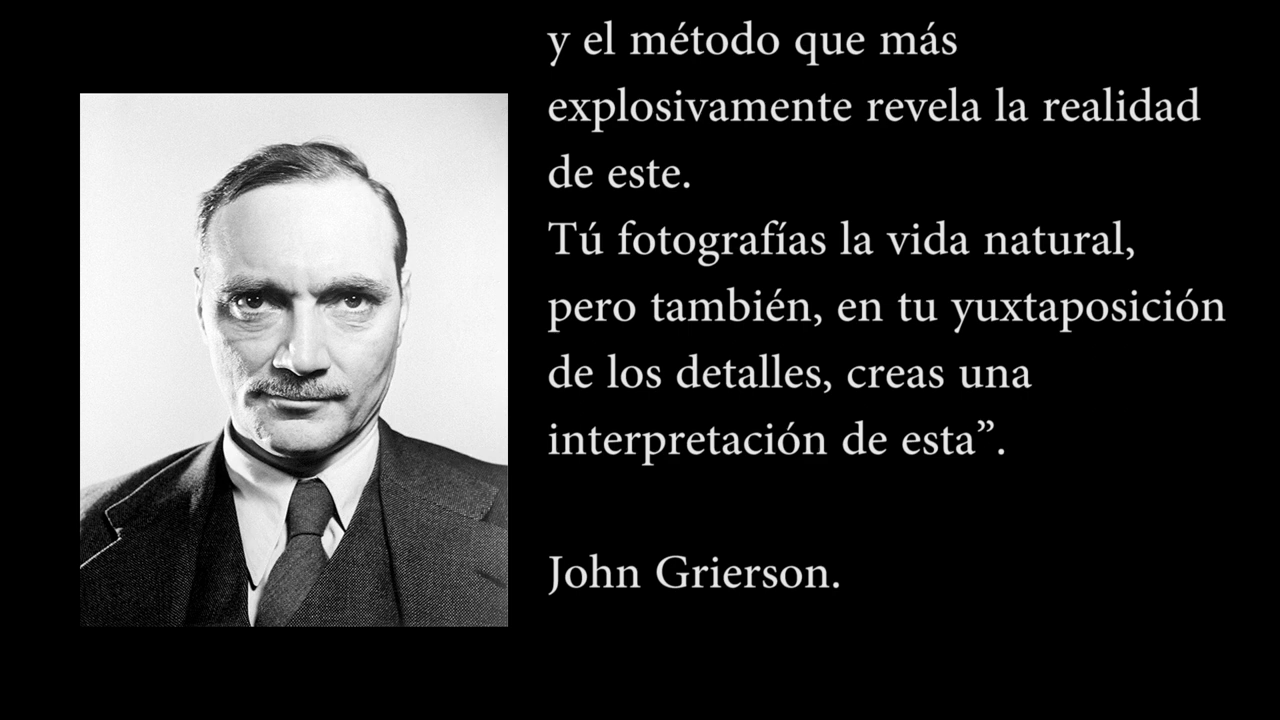 y el método que más
explosivamente revela la realidad
de este.
Tú fotografías la vida natural,
pero también, en tu yuxtaposición
de los detalles, creas una
interpretación de esta”.
John Grierson.